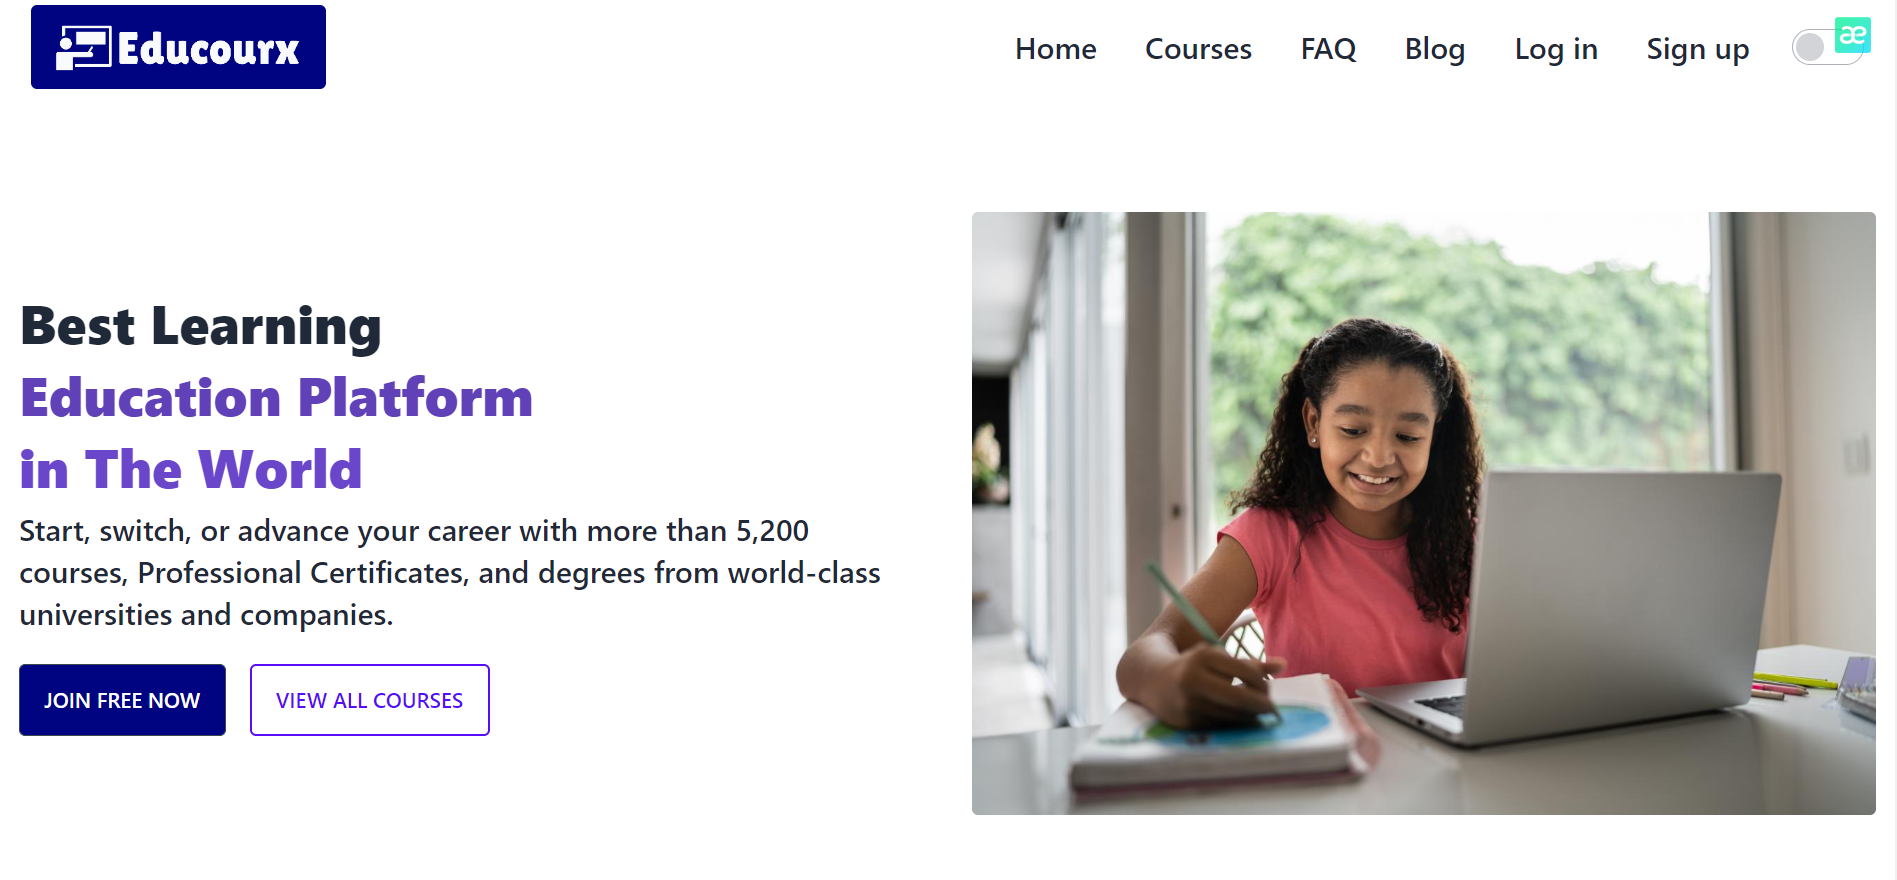 Educourx
Home Courses FAQ Blog Log in Sign up
æ
Best Learning
Education Platform
in The World
Start, switch, or advance your career with more than 5,200
courses, Professional Certificates, and degrees from world-class
universities and companies.
JOIN FREE NOW VIEW ALL COURSES